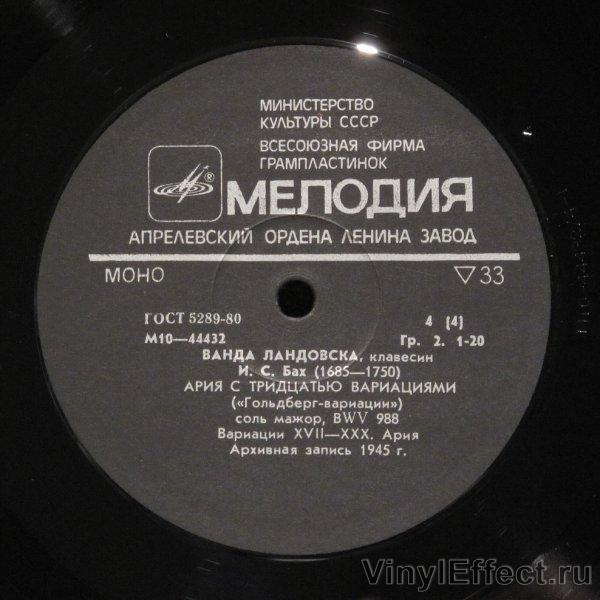 МИНИСТЕРСТВО
КУЛЬТУРЫ СССР
ВСЕСОЮЗНАЯ ФИРМА
ГРАМПЛАСТИНОК
®
МЕЛОДИЯ
АПРЕЛЕВСКИЙ ОРДЕНА ЛЕНИНА ЗАВОД
МОНО ▽33
ГОСТ 5289-80 4 [4]
М10—44432 Гр. 2. 1-20
ВАНДА ЛАНДОВСКА, клавесин
И. С. Бах (1685—1750)
АРИЯ С ТРИДЦАТЬЮ ВАРИАЦИЯМИ
(«Гольдберг-вариации»)
соль мажор, BWV 988
Вариации XVII—XXX. Ария
Архивная запись 1945 г.
VinylEffect.ru